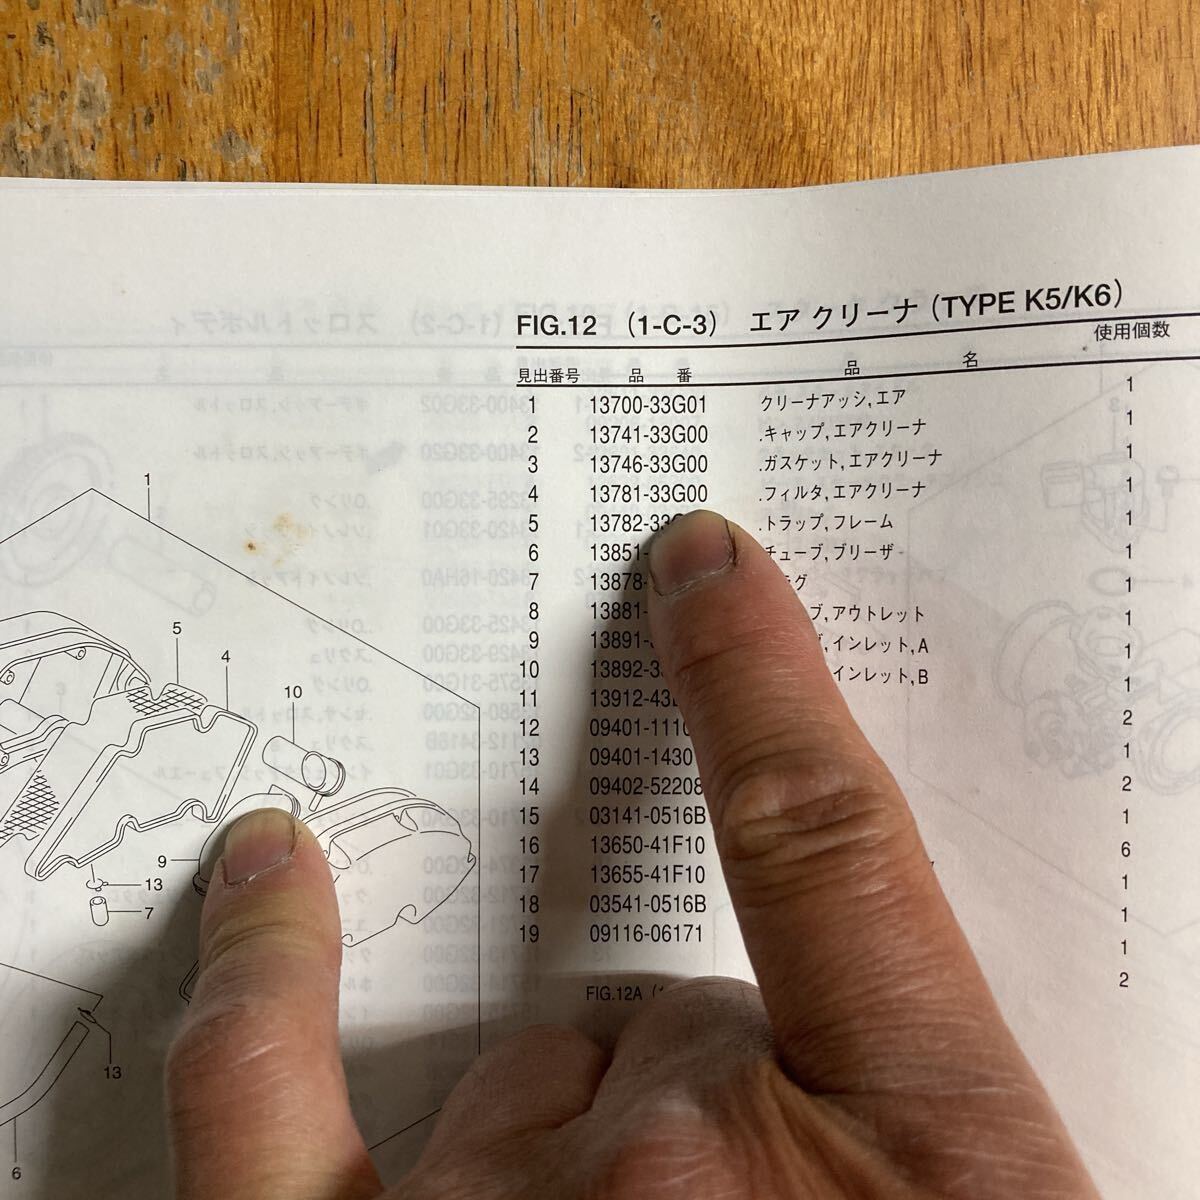 FIG.12 (1-C-3) エア クリーナ (TYPE K5/K6)
見出番号 品 番 品 名 使用個数
1 13700-33G01 クリーナアッシ,エア 1
2 13741-33G00 .キャップ,エアクリーナ 1
3 13746-33G00 .ガスケット,エアクリーナ 1
4 13781-33G00 .フィルタ,エアクリーナ 1
5 13782- .トラップ,フレーム 1
6 13851- チューブ,ブリーザ 1
7 13878- 1
8 13881- アウトレット 1
9 13891- インレット,A 1
10 13892- インレット,B 1
11 13912- 2
12 09401- 1
13 09401- 2
14 09402-52208 1
15 03141-0516B 6
16 13650-41F10 1
17 13655-41F10 1
18 03541-0516B 1
19 09116-06171 2
FIG.12A
1
5
4
10
9
13
7
13
6